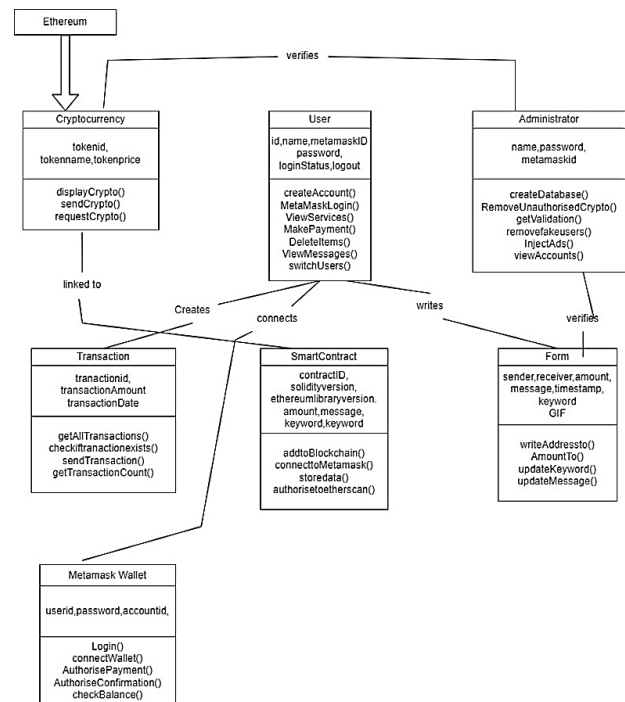 Ethereum
verifies
Cryptocurrency
tokenid,
tokenname,tokenprice
displayCrypto()
sendCrypto()
requestCrypto()
User
id,name,metamaskID
password,
loginStatus,logout
createAccount()
MetaMaskLogin()
ViewServices()
MakePayment()
DeleteItems()
ViewMessages()
switchUsers()
Administrator
name,password,
metamaskid
createDatabase()
RemoveUnauthorisedCrypto()
getValidation()
removefakeusers()
InjectAds()
viewAccounts()
linked to
Creates
connects
writes
verifies
Transaction
tranactionid,
transactionAmount
transactionDate
getAllTransactions()
checkiftranactionexists()
sendTransaction()
getTransactionCount()
SmartContract
contractID,
solidityversion,
ethereumlibraryversion.
amount,message,
keyword,keyword
addtoBlockchain()
connecttoMetamask()
storedata()
authorisetoetherscan()
Form
sender,receiver,amount,
message,timestamp,
keyword
GIF
writeAddressto()
AmountTo()
updateKeyword()
updateMessage()
Metamask Wallet
userid,password,accountid,
Login()
connectWallet()
AuthorisePayment()
AuthoriseConfirmation()
checkBalance()